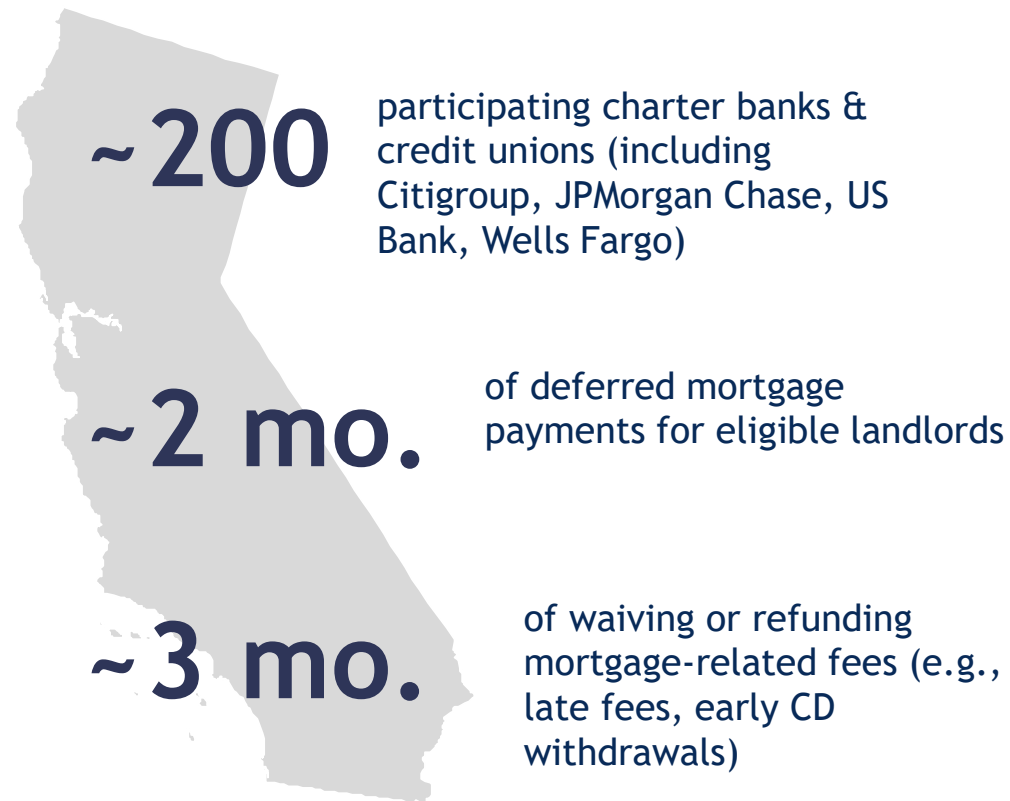 ~200
participating charter banks &
credit unions (including
Citigroup, JPMorgan Chase, US
Bank, Wells Fargo)
~2 mo.
of deferred mortgage
payments for eligible landlords
~3 mo.
of waiving or refunding
mortgage-related fees (e.g.,
late fees, early CD
withdrawals)